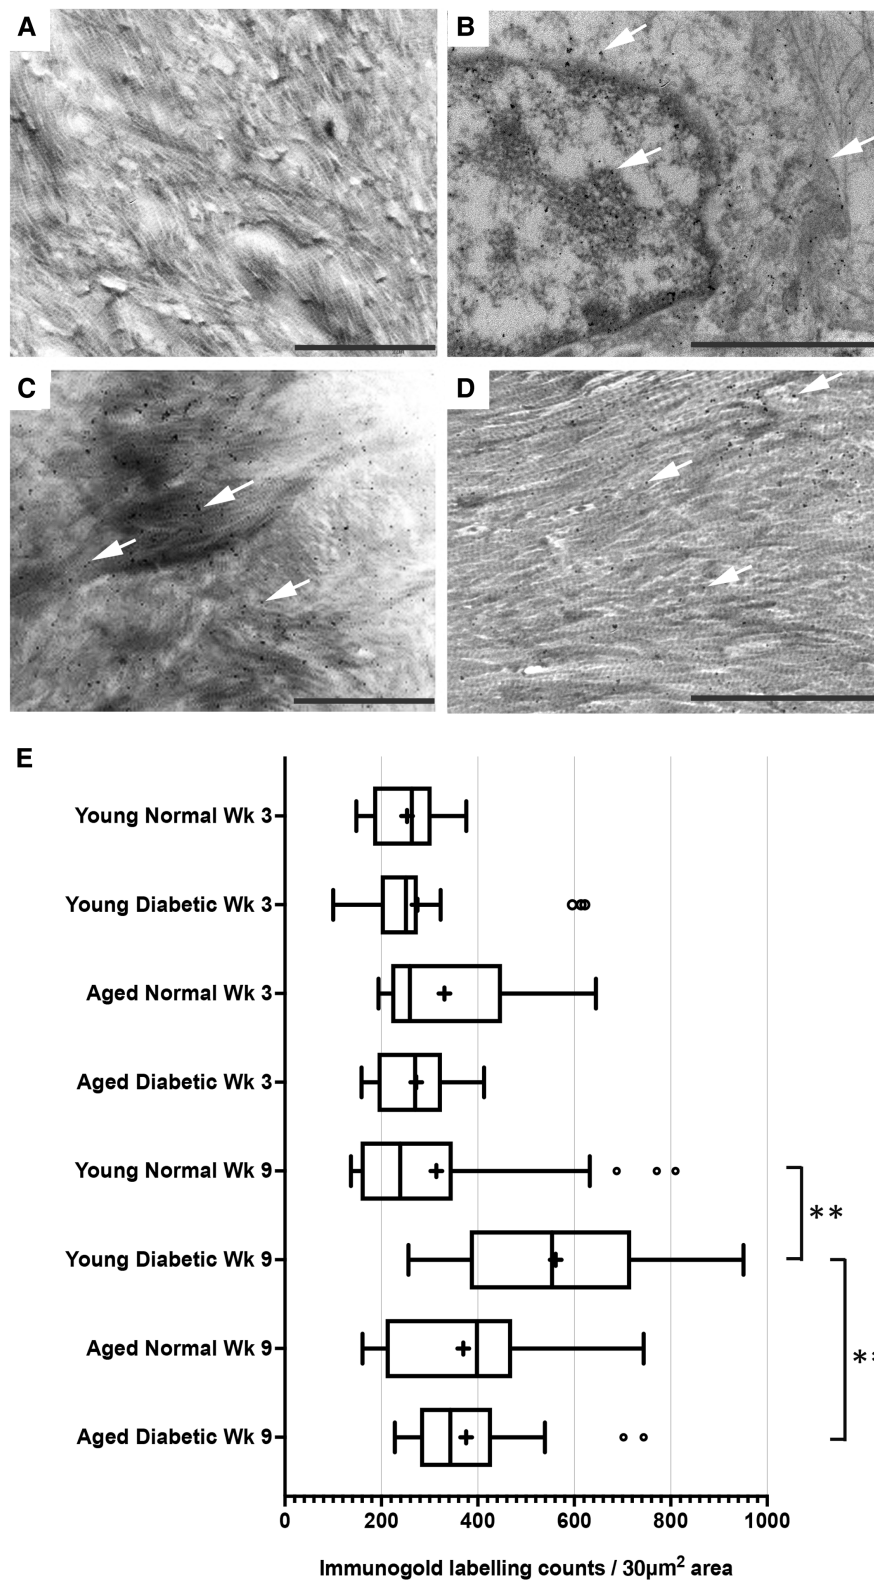 A
B
C
D
E
Young Normal Wk 3
Young Diabetic Wk 3
Aged Normal Wk 3
Aged Diabetic Wk 3
Young Normal Wk 9
**
Young Diabetic Wk 9
Aged Normal Wk 9
Aged Diabetic Wk 9
0 200 400 600 800 1000
Immunogold labelling counts / 30µm² area